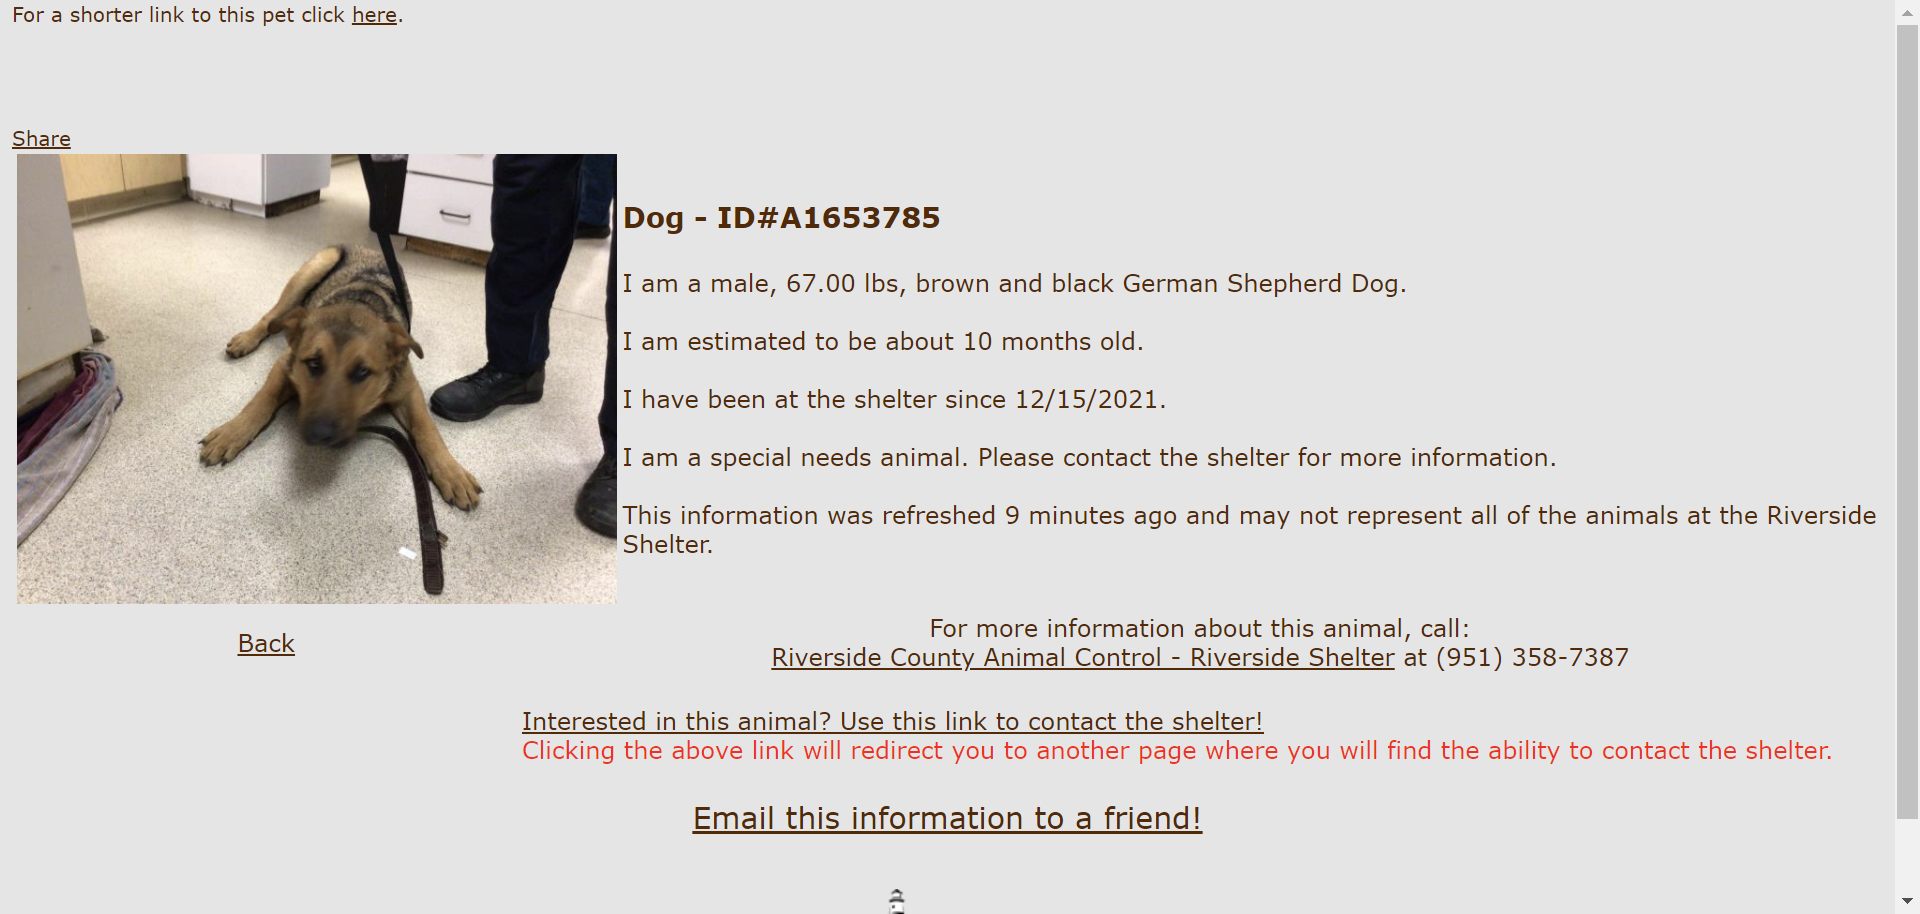 For a shorter link to this pet click here.
Share
Dog - ID#A1653785
I am a male, 67.00 lbs, brown and black German Shepherd Dog.
I am estimated to be about 10 months old.
I have been at the shelter since 12/15/2021.
I am a special needs animal. Please contact the shelter for more information.
This information was refreshed 9 minutes ago and may not represent all of the animals at the Riverside
Shelter.
Back
For more information about this animal, call:
Riverside County Animal Control - Riverside Shelter at (951) 358-7387
Interested in this animal? Use this link to contact the shelter!
Clicking the above link will redirect you to another page where you will find the ability to contact the shelter.
Email this information to a friend!